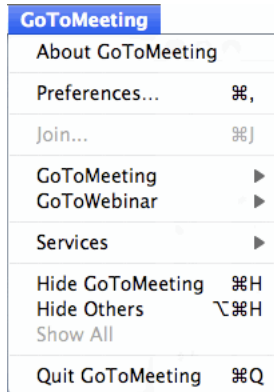 GoToMeeting
About GoToMeeting
Preferences... ⌘,
Join... ⌘J
GoToMeeting ▶
GoToWebinar ▶
Services ▶
Hide GoToMeeting ⌘H
Hide Others ⌥⌘H
Show All
Quit GoToMeeting ⌘Q